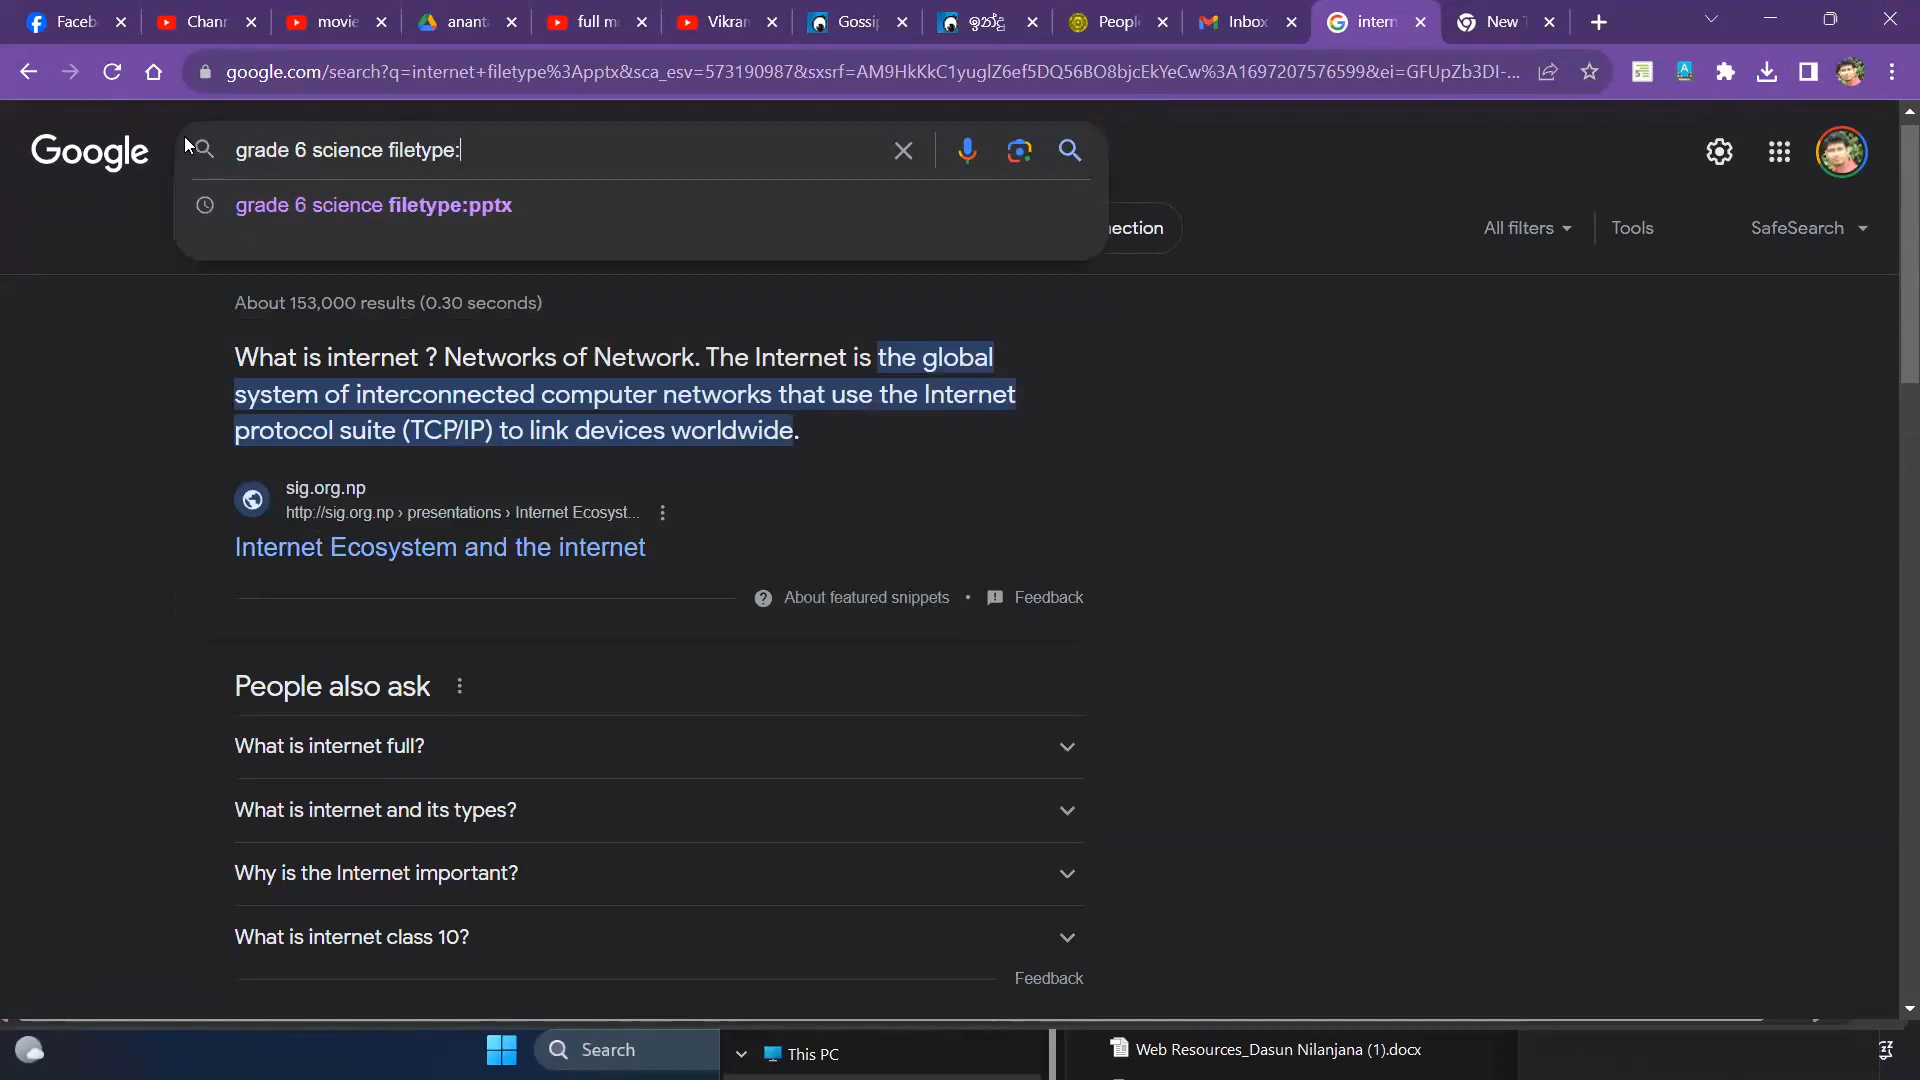 Faceb
Chanr
movie
anant
full m
Vikran
Gossip
ඉන්දු
Peopl
Inbox
intern
New T
google.com/search?q=internet+filetype%3Apptx&sca_esv=573190987&sxsrf=AM9HkKkC1yuglZ6ef5DQ56BO8bjcEkYeCw%3A1697207576599&ei=GFUpZb3DI-...
Google
grade 6 science filetype:
grade 6 science filetype:pptx
nection
All filters
Tools
SafeSearch
About 153,000 results (0.30 seconds)
What is internet ? Networks of Network. The Internet is the global
system of interconnected computer networks that use the Internet
protocol suite (TCP/IP) to link devices worldwide.
sig.org.np
http://sig.org.np › presentations › Internet Ecosyst...
Internet Ecosystem and the internet
About featured snippets • Feedback
People also ask
What is internet full?
What is internet and its types?
Why is the Internet important?
What is internet class 10?
Feedback
Search
This PC
Web Resources_Dasun Nilanjana (1).docx